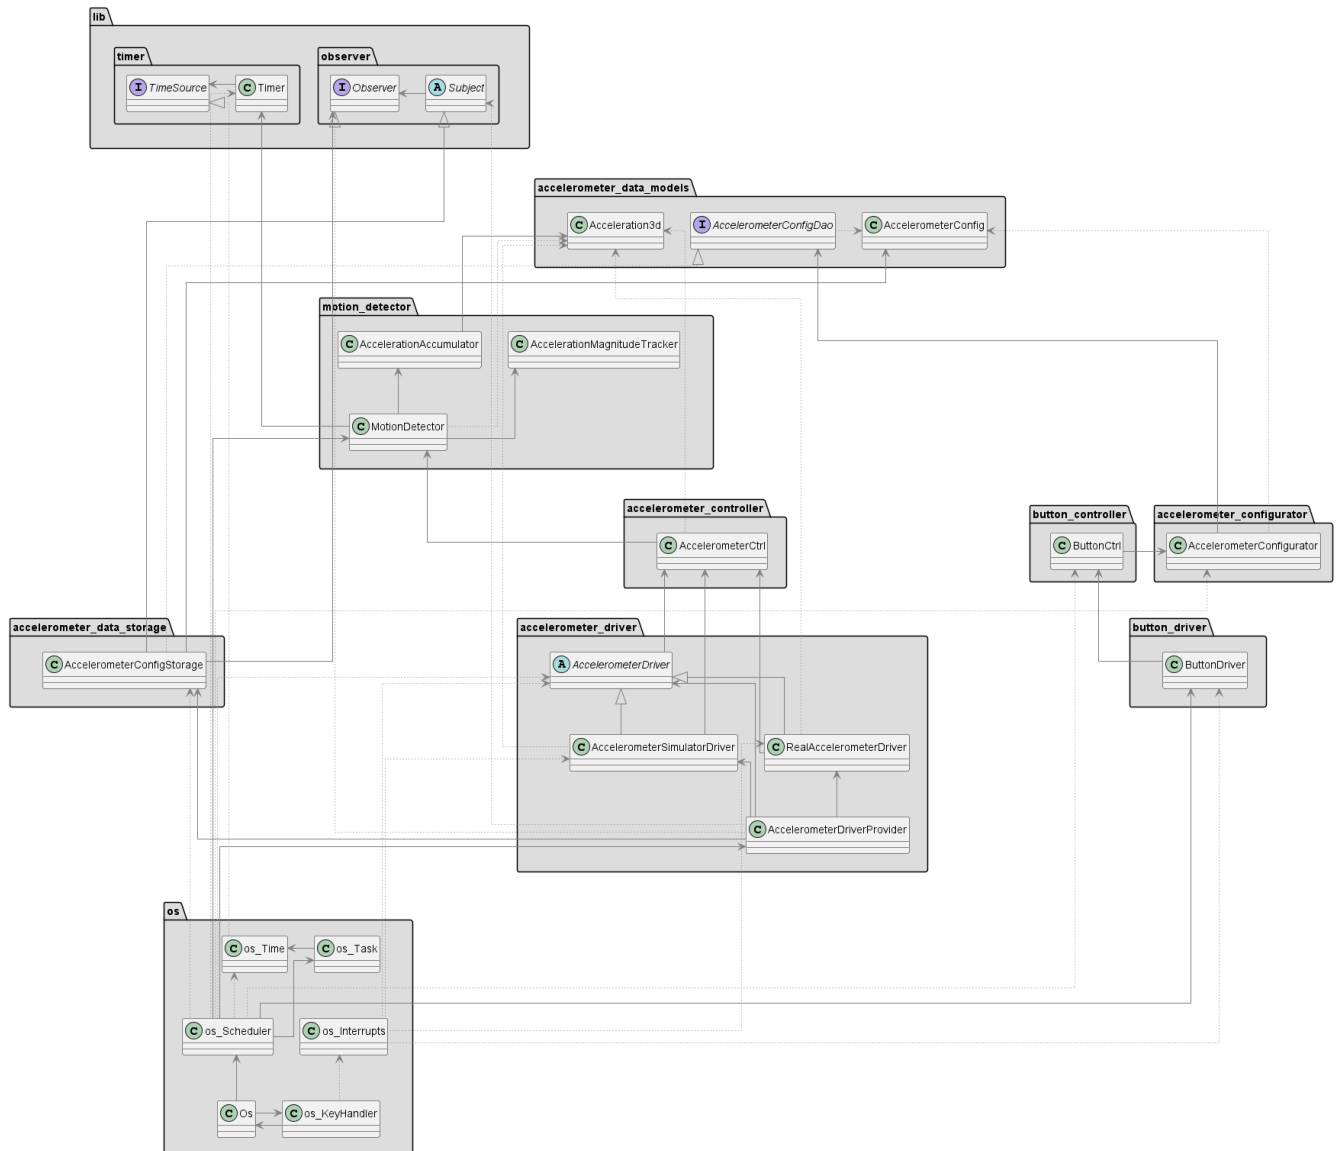 lib
timer
observer
I TimeSource
C Timer
I Observer
A Subject
accelerometer_data_models
C Acceleration3d
I AccelerometerConfigDao
C AccelerometerConfig
motion_detector
C AccelerationAccumulator
C AccelerationMagnitudeTracker
C MotionDetector
accelerometer_controller
C AccelerometerCtrl
button_controller
C ButtonCtrl
accelerometer_configurator
C AccelerometerConfigurator
accelerometer_data_storage
C AccelerometerConfigStorage
accelerometer_driver
A AccelerometerDriver
C AccelerometerSimulatorDriver
C RealAccelerometerDriver
C AccelerometerDriverProvider
button_driver
C ButtonDriver
os
C os_Time
C os_Task
C os_Scheduler
C os_Interrupts
C Os
C os_KeyHandler